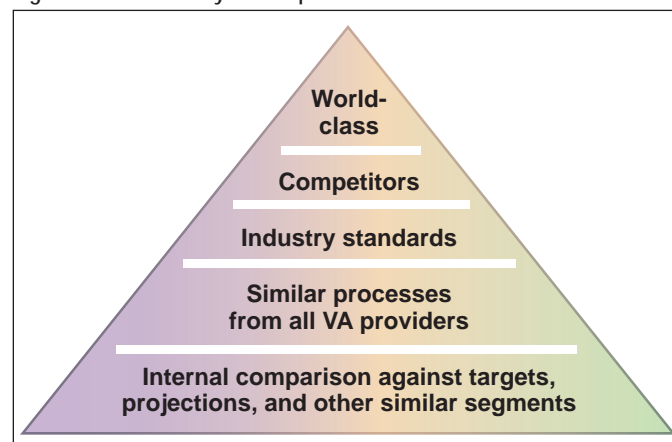 World-
class
Competitors
Industry standards
Similar processes
from all VA providers
Internal comparison against targets,
projections, and other similar segments